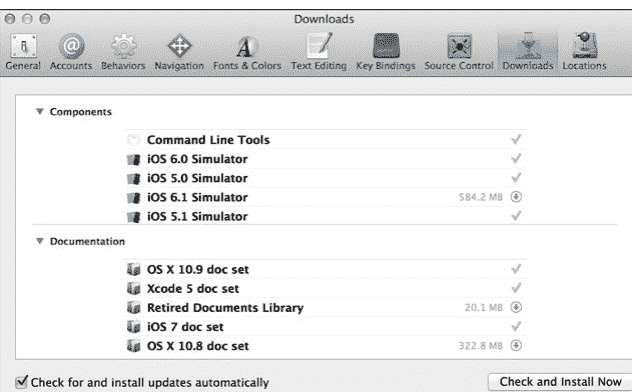 Downloads
General Accounts Behaviors Navigation Fonts & Colors Text Editing Key Bindings Source Control Downloads Locations
Components
Command Line Tools
iOS 6.0 Simulator
iOS 5.0 Simulator
iOS 6.1 Simulator 584.2 MB
iOS 5.1 Simulator
Documentation
OS X 10.9 doc set
Xcode 5 doc set
Retired Documents Library 20.1 MB
iOS 7 doc set
OS X 10.8 doc set 322.8 MB
Check for and install updates automatically Check and Install Now